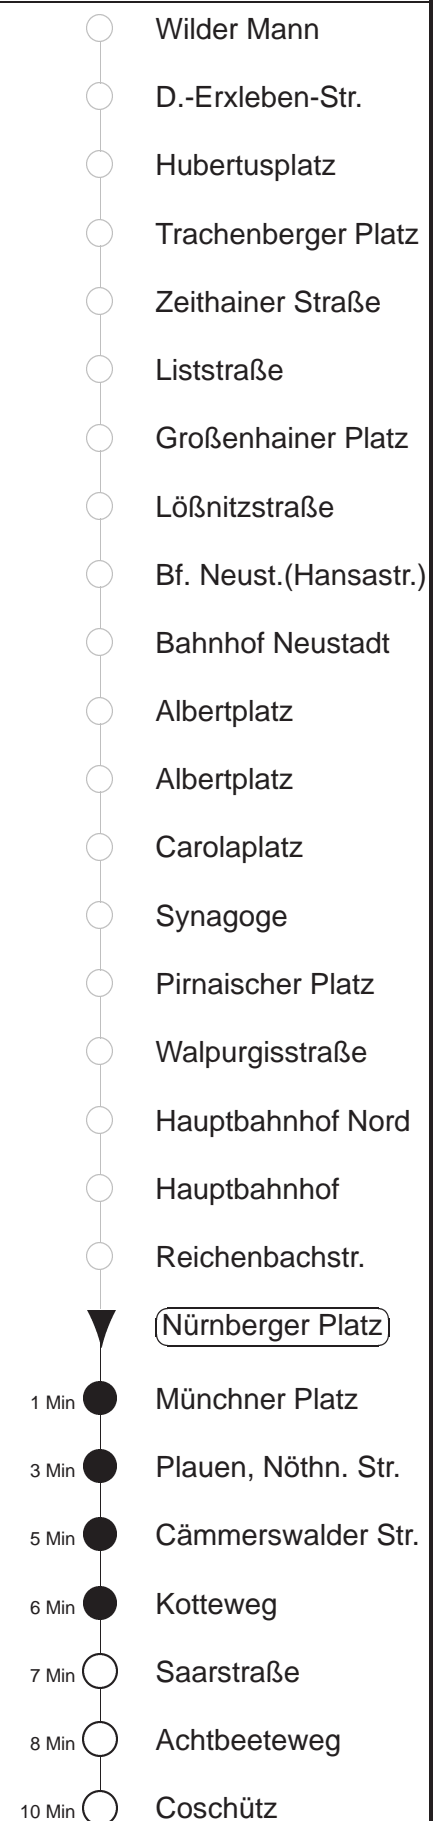 Wilder Mann
D.-Erxleben-Str.
Hubertusplatz
Trachenberger Platz
Zeithainer Straße
Liststraße
Großenhainer Platz
Lößnitzstraße
Bf. Neust.(Hansastr.)
Bahnhof Neustadt
Albertplatz
Albertplatz
Carolaplatz
Synagoge
Pirnaischer Platz
Walpurgisstraße
Hauptbahnhof Nord
Hauptbahnhof
Reichenbachstr.
Nürnberger Platz
1 Min Münchner Platz
3 Min Plauen, Nöthn. Str.
5 Min Cämmerswalder Str.
6 Min Kotteweg
7 Min Saarstraße
8 Min Achtbeeteweg
10 Min Coschütz